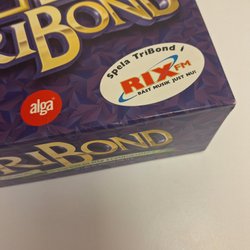 TRIBOND
Spela TriBond i
RIX FM
BÄST MUSIK JUST NU!
alga
TRIBOND